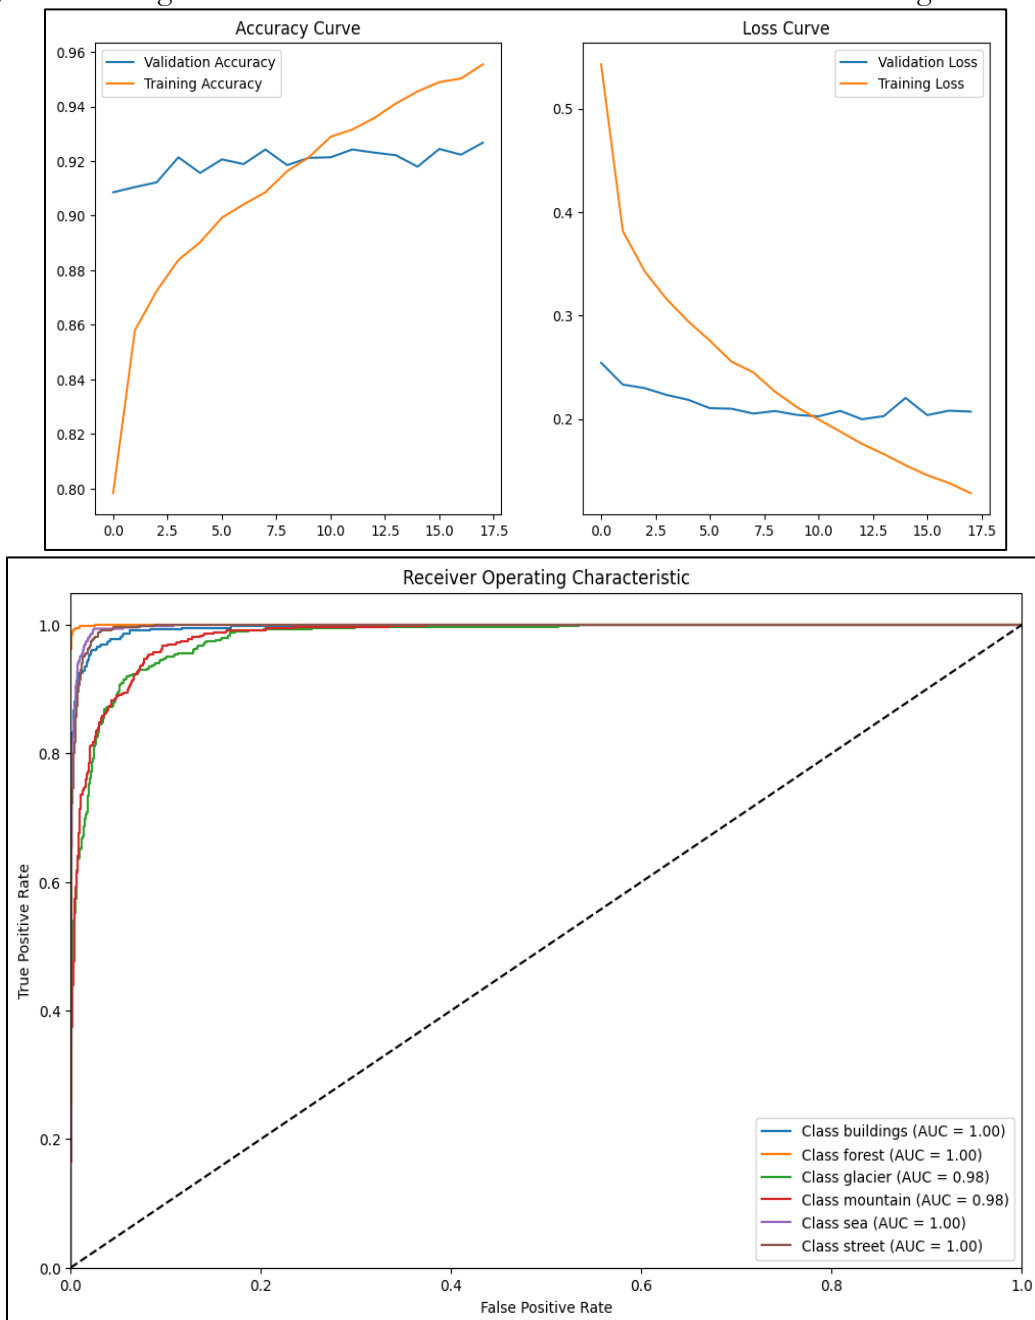 Accuracy Curve
Validation Accuracy
Training Accuracy
0.96
0.94
0.92
0.90
0.88
0.86
0.84
0.82
0.80
0.0 2.5 5.0 7.5 10.0 12.5 15.0 17.5
Loss Curve
Validation Loss
Training Loss
0.5
0.4
0.3
0.2
0.0 2.5 5.0 7.5 10.0 12.5 15.0 17.5
Receiver Operating Characteristic
True Positive Rate
1.0
0.8
0.6
0.4
0.2
0.0
Class buildings (AUC = 1.00)
Class forest (AUC = 1.00)
Class glacier (AUC = 0.98)
Class mountain (AUC = 0.98)
Class sea (AUC = 1.00)
Class street (AUC = 1.00)
0.0 0.2 0.4 0.6 0.8 1.0
False Positive Rate